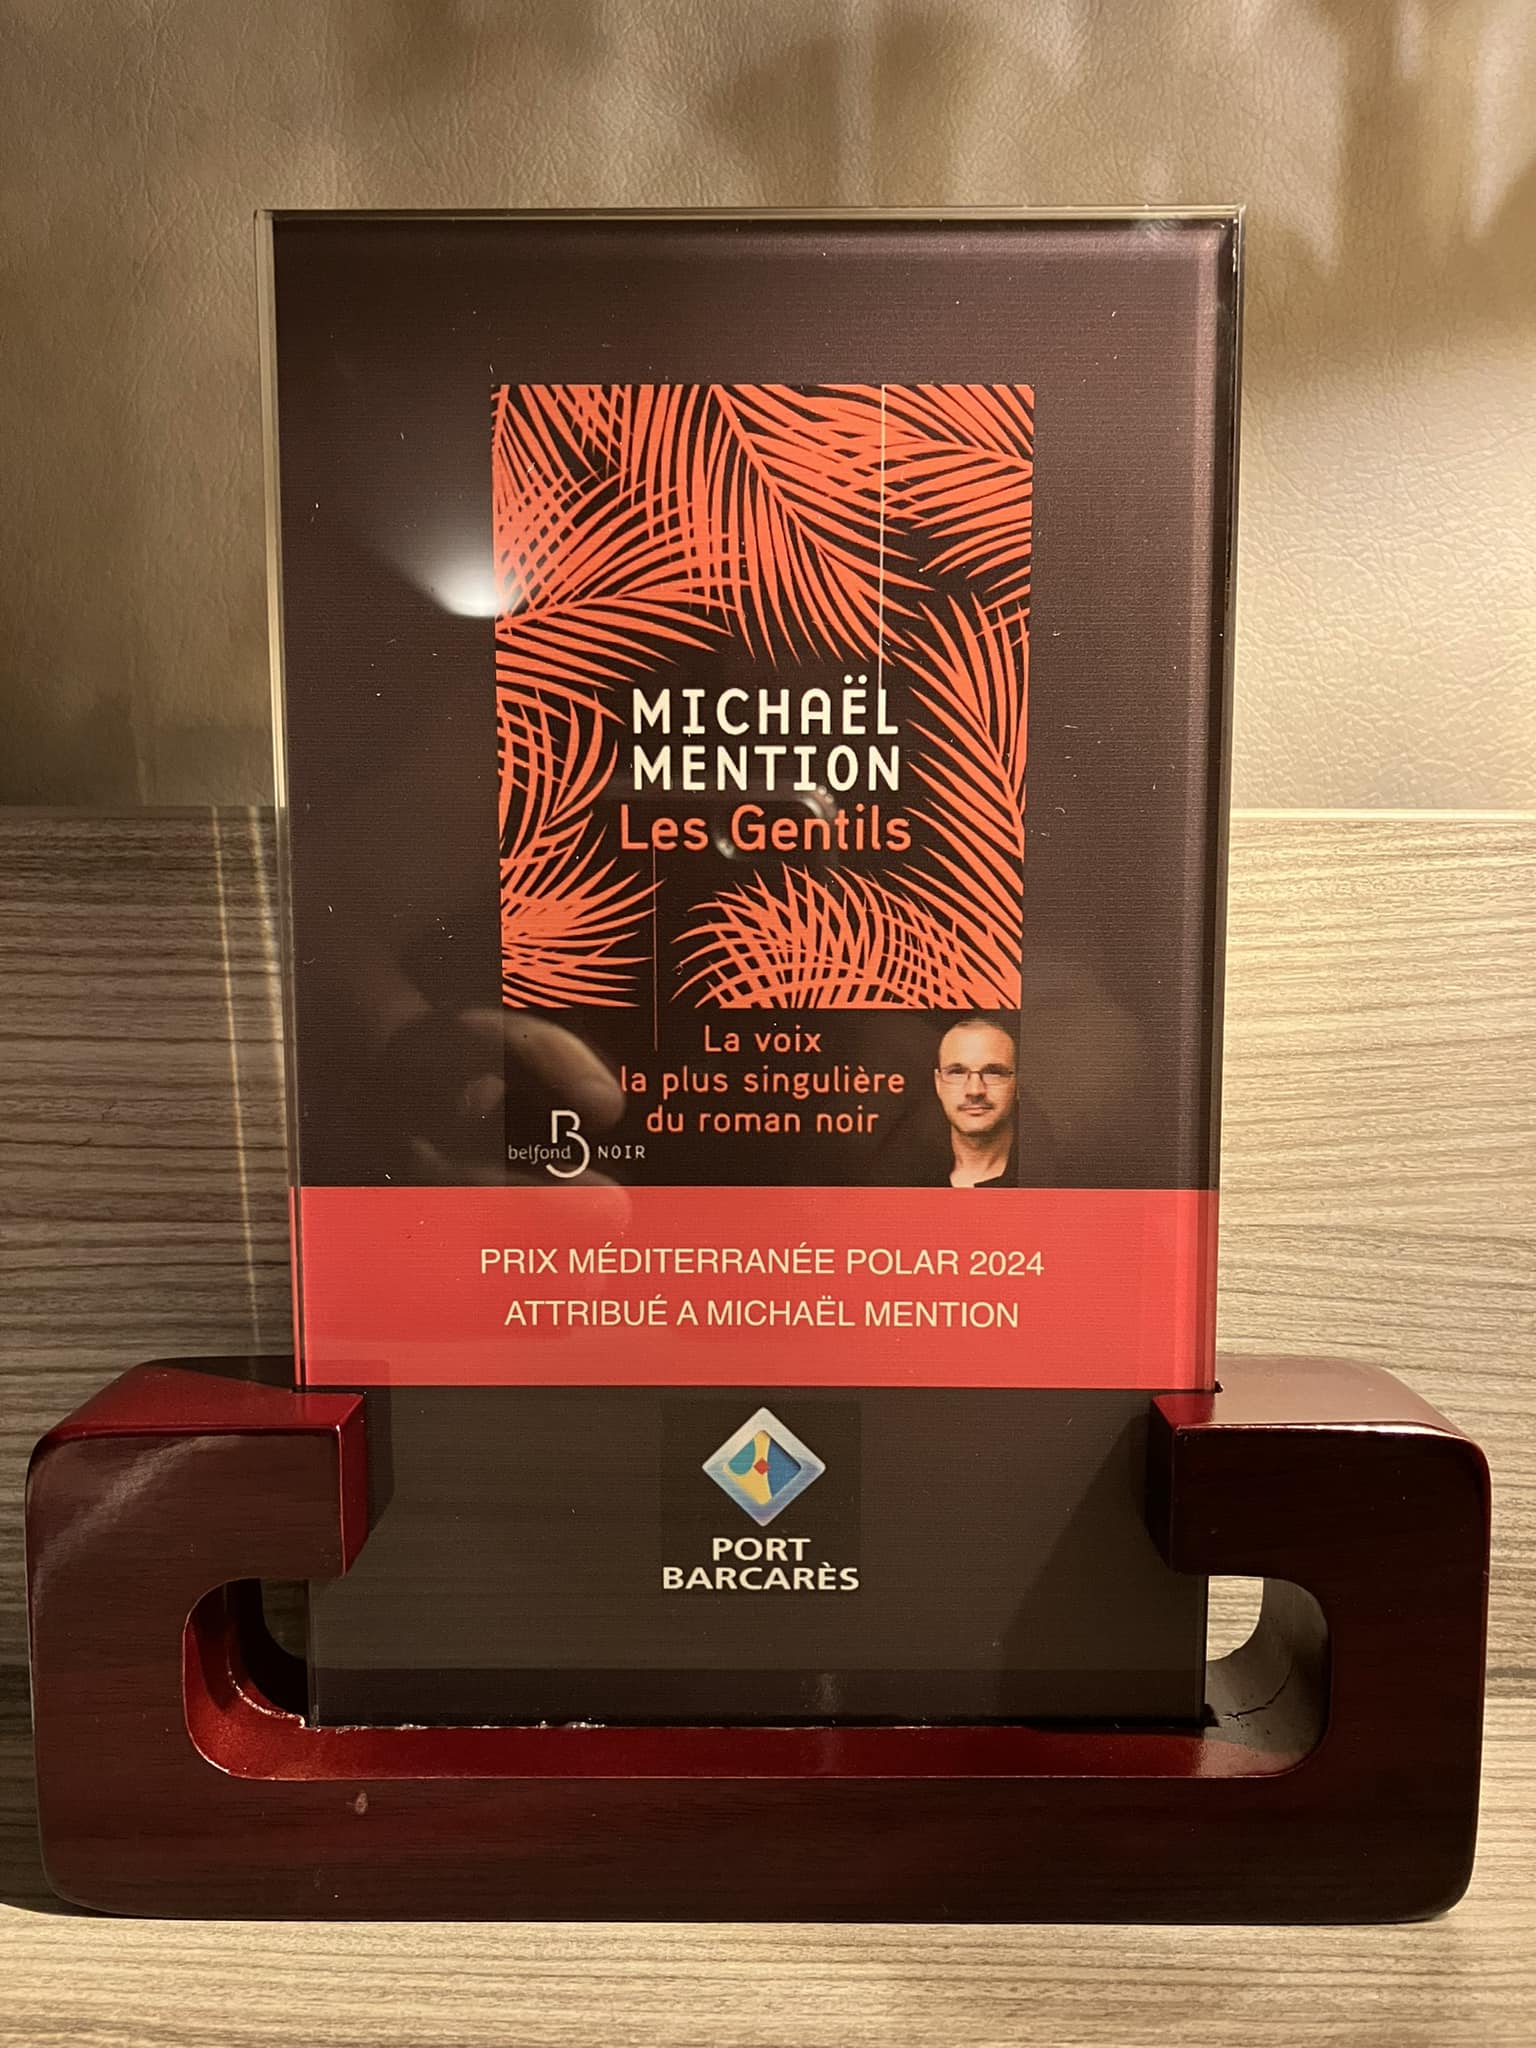 MICHAËL
MENTION
Les Gentils
La voix
la plus singulière
du roman noir
belfond NOIR
PRIX MÉDITERRANÉE POLAR 2024
ATTRIBUÉ A MICHAËL MENTION
PORT
BARCARÈS